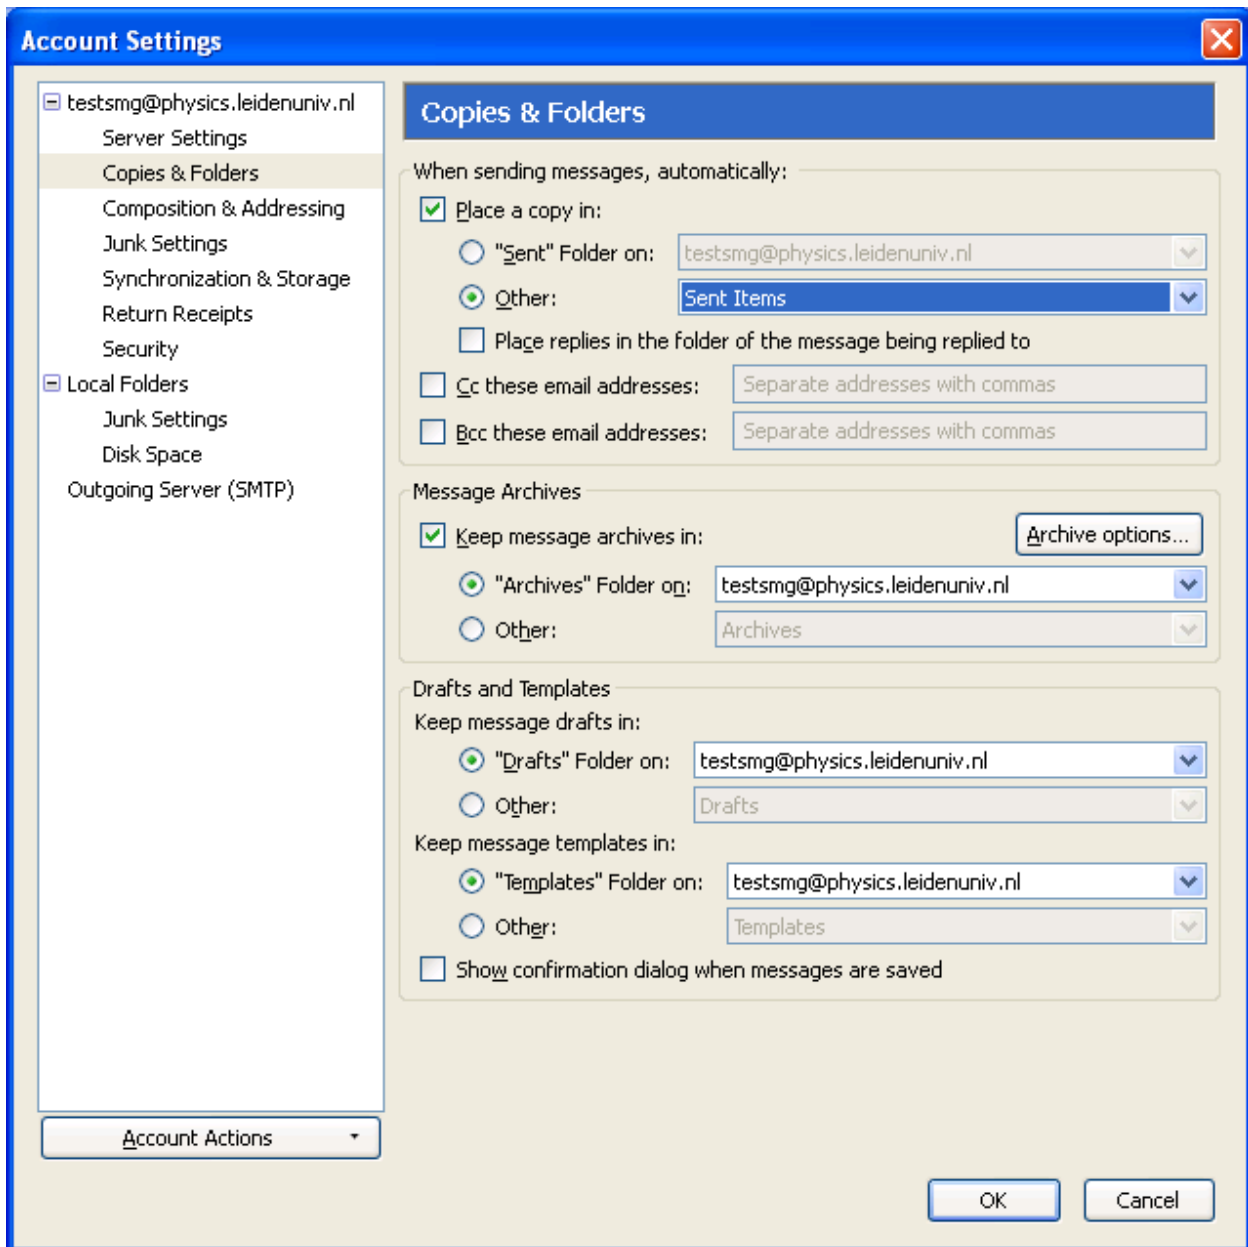 Account Settings
testsmg@physics.leidenuniv.nl
Server Settings
Copies & Folders
Composition & Addressing
Junk Settings
Synchronization & Storage
Return Receipts
Security
Local Folders
Junk Settings
Disk Space
Outgoing Server (SMTP)
Account Actions
Copies & Folders
When sending messages, automatically:
Place a copy in:
"Sent" Folder on: testsmg@physics.leidenuniv.nl
Other: Sent Items
Place replies in the folder of the message being replied to
Cc these email addresses: Separate addresses with commas
Bcc these email addresses: Separate addresses with commas
Message Archives
Keep message archives in: Archive options...
"Archives" Folder on: testsmg@physics.leidenuniv.nl
Other: Archives
Drafts and Templates
Keep message drafts in:
"Drafts" Folder on: testsmg@physics.leidenuniv.nl
Other: Drafts
Keep message templates in:
"Templates" Folder on: testsmg@physics.leidenuniv.nl
Other: Templates
Show confirmation dialog when messages are saved
OK Cancel